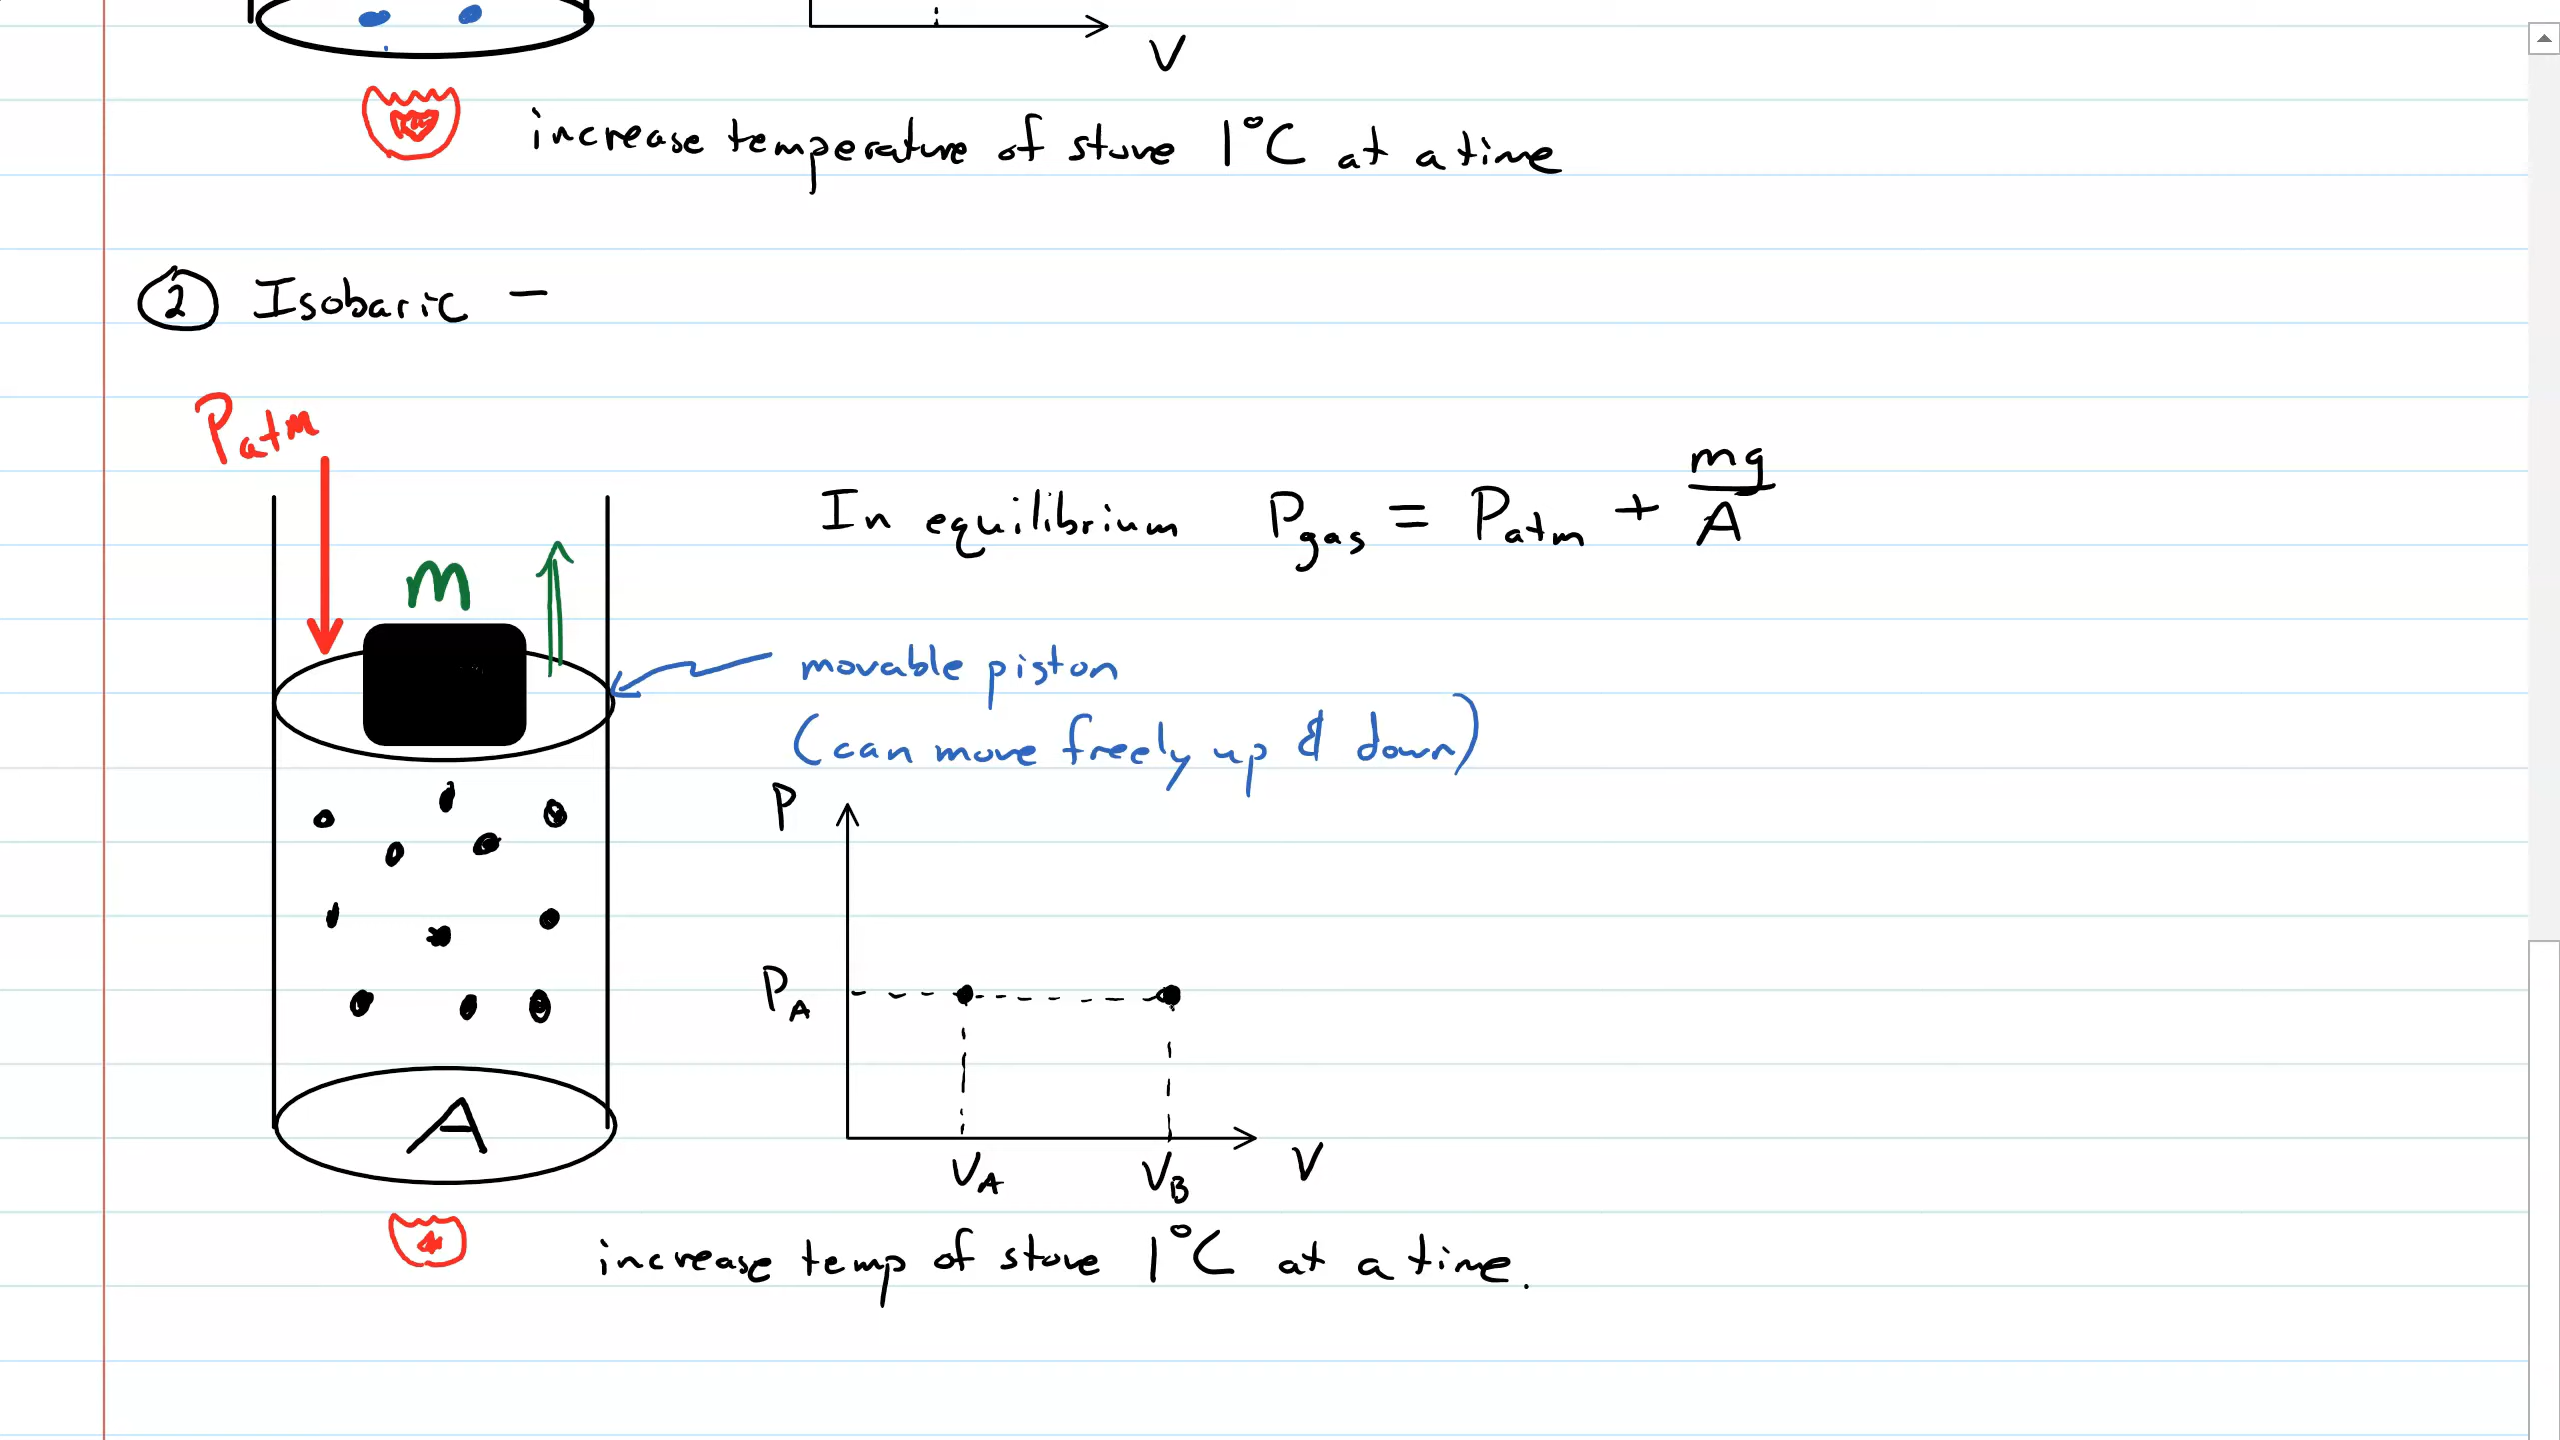 V
increase temperature of stove 1°C at a time
② Isobaric –
Patm
In equilibrium Pgas = Patm + mg/A
m
movable piston
(can move freely up & down)
P
PA
A
VA VB V
increase temp of stove 1°C at a time.